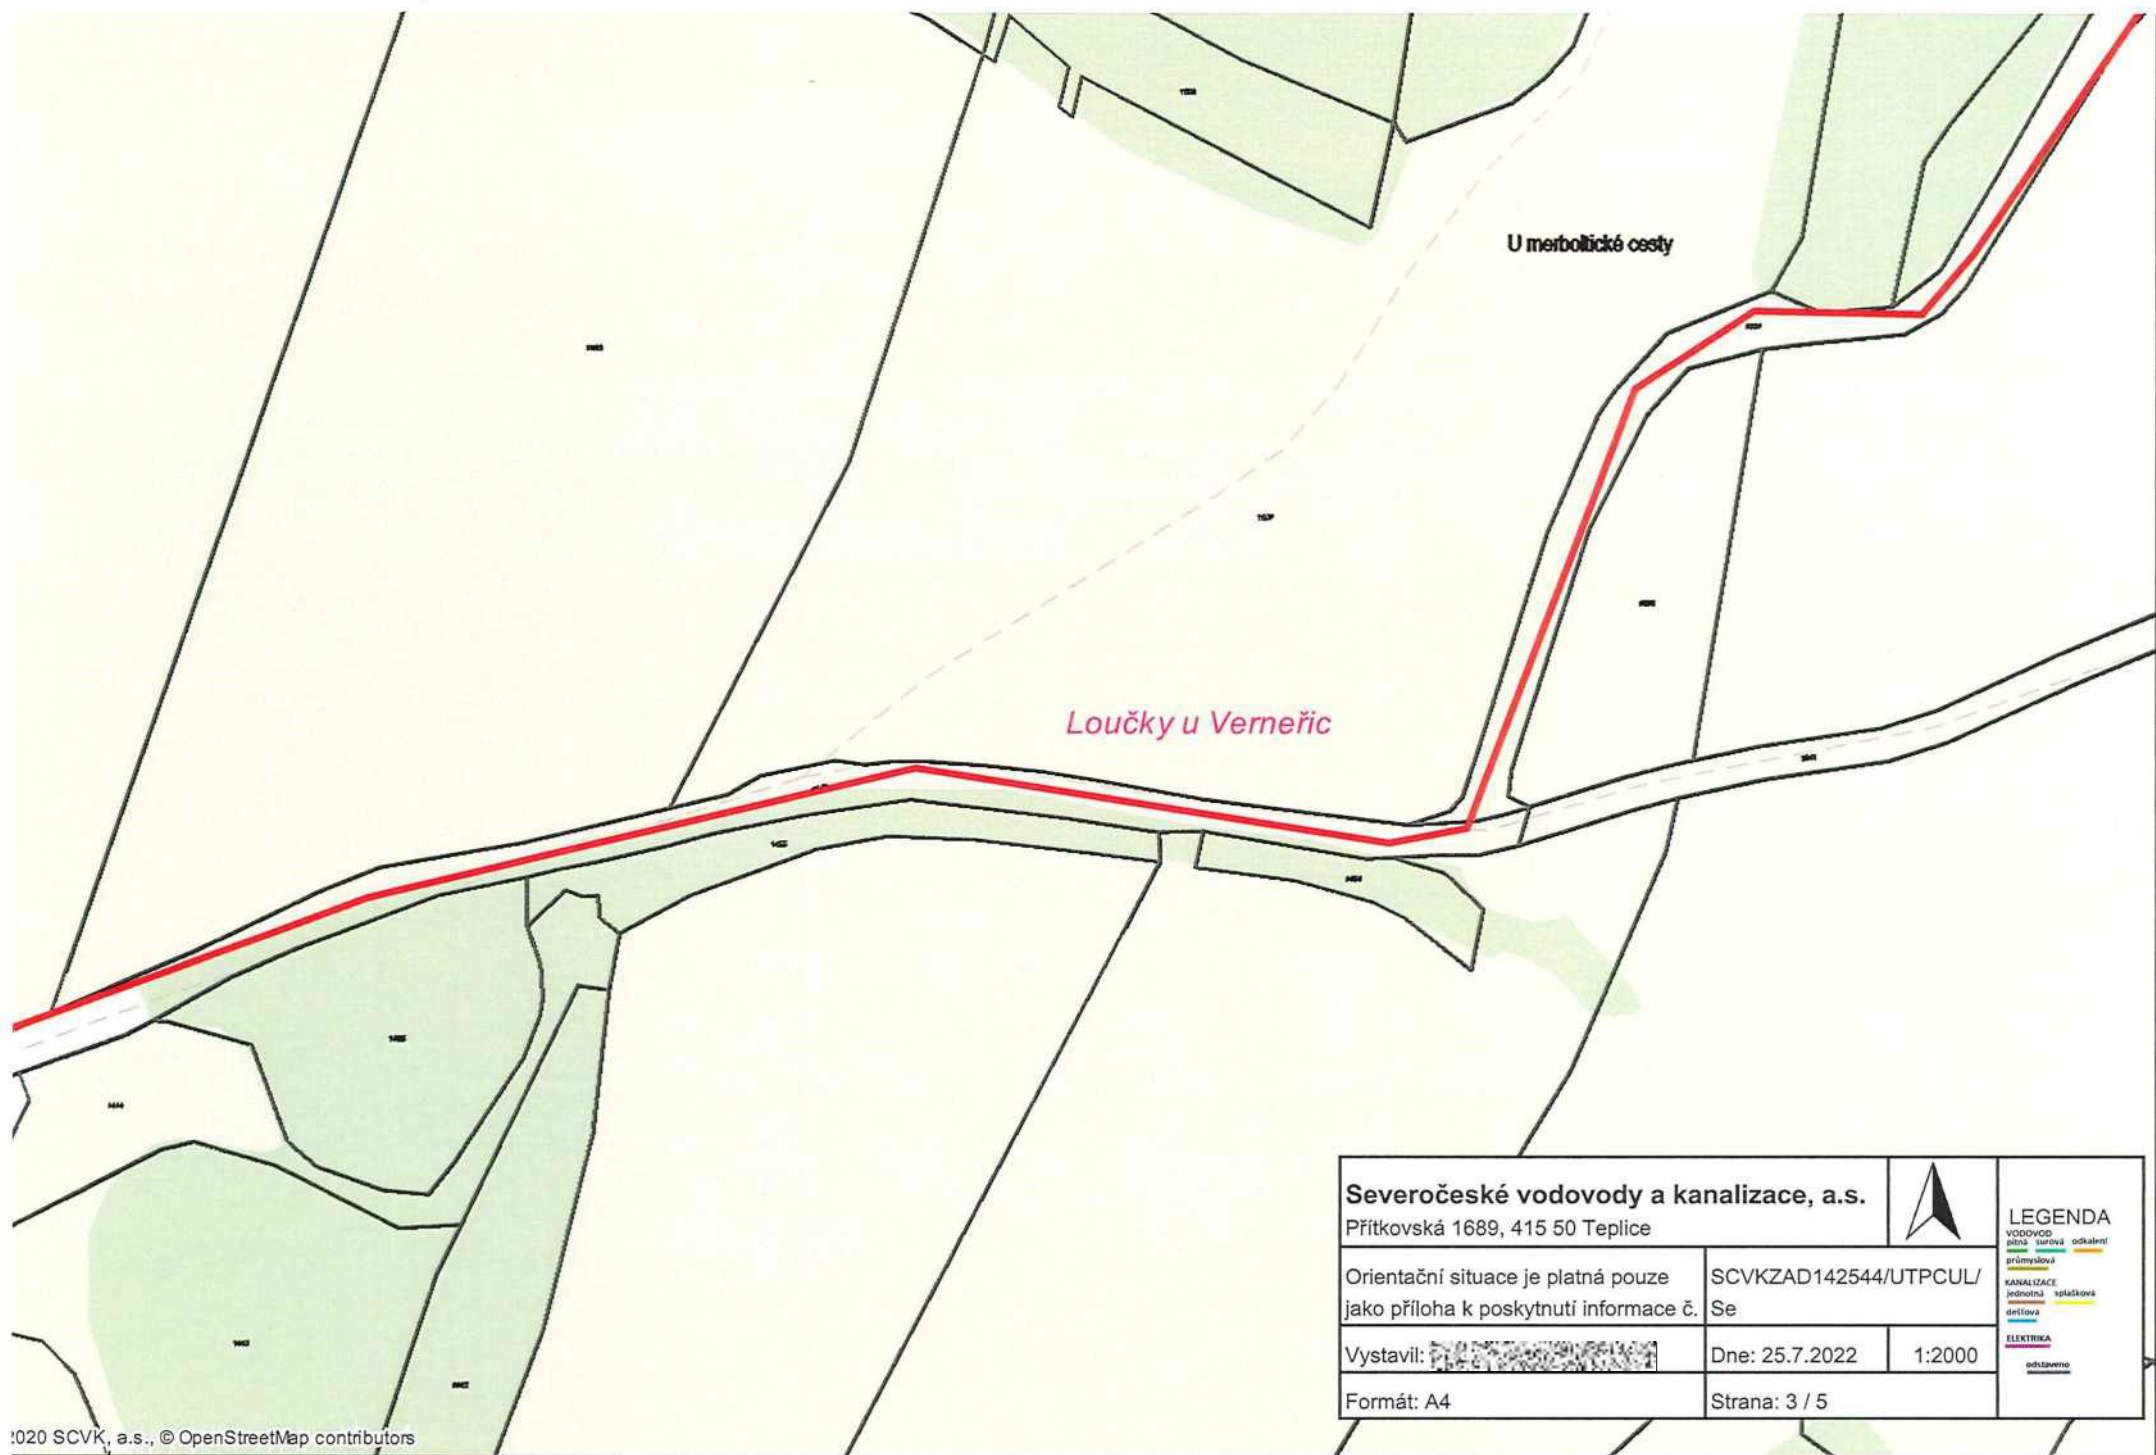 U merboltické cesty
Loučky u Verneřic
Severočeské vodovody a kanalizace, a.s.
Přítkovská 1689, 415 50 Teplice
Orientační situace je platná pouze
jako příloha k poskytnutí informace č.
SCVKZAD142544/UTPCUL/
Se
Vystavil:
Dne: 25.7.2022
1:2000
Formát: A4
Strana: 3 / 5
LEGENDA
VODOVOD
pitná surová odkalení
průmyslová
KANALIZACE
jednotná splašková
dešťová
ELEKTRIKA
odstaveno
2020 SCVK, a.s., © OpenStreetMap contributors